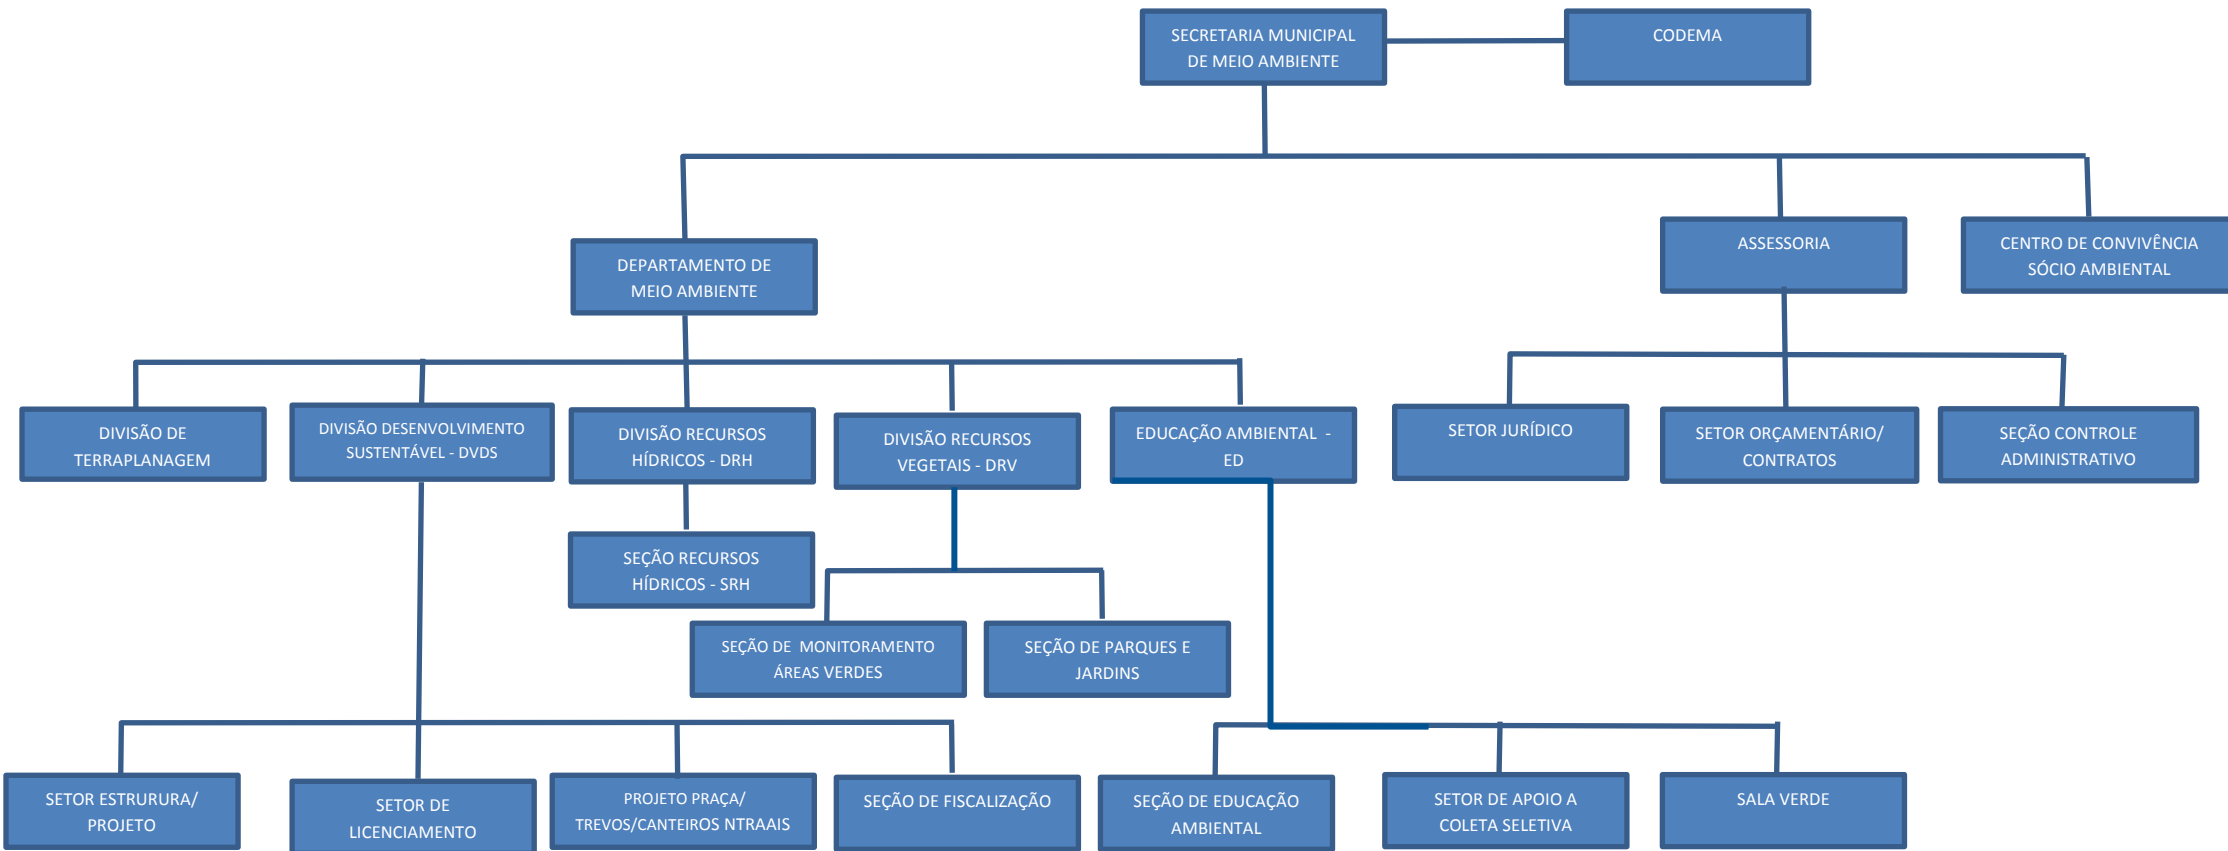 SECRETARIA MUNICIPAL
DE MEIO AMBIENTE
CODEMA
ASSESSORIA
CENTRO DE CONVIVÊNCIA
SÓCIO AMBIENTAL
DEPARTAMENTO DE
MEIO AMBIENTE
DIVISÃO DE
TERRAPLANAGEM
DIVISÃO DESENVOLVIMENTO
SUSTENTÁVEL - DVDS
DIVISÃO RECURSOS
HÍDRICOS - DRH
DIVISÃO RECURSOS
VEGETAIS - DRV
EDUCAÇÃO AMBIENTAL -
ED
SETOR JURÍDICO
SETOR ORÇAMENTÁRIO/
CONTRATOS
SEÇÃO CONTROLE
ADMINISTRATIVO
SEÇÃO RECURSOS
HÍDRICOS - SRH
SEÇÃO DE MONITORAMENTO
ÁREAS VERDES
SEÇÃO DE PARQUES E
JARDINS
SETOR ESTRURURA/
PROJETO
SETOR DE
LICENCIAMENTO
PROJETO PRAÇA/
TREVOS/CANTEIROS NTRAAIS
SEÇÃO DE FISCALIZAÇÃO
SEÇÃO DE EDUCAÇÃO
AMBIENTAL
SETOR DE APOIO A
COLETA SELETIVA
SALA VERDE